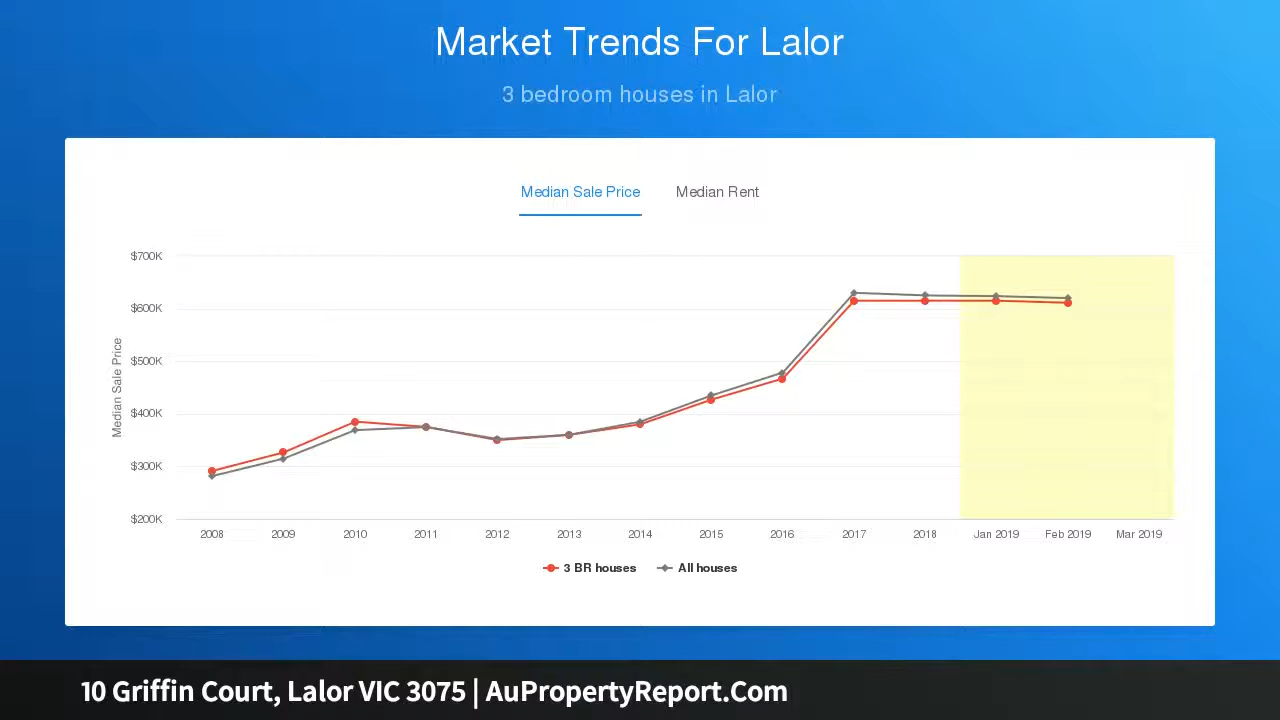 Market Trends For Lalor
3 bedroom houses in Lalor
Median Sale Price Median Rent
$700K
$600K
$500K
$400K
$300K
$200K
Median Sale Price
2008 2009 2010 2011 2012 2013 2014 2015 2016 2017 2018 Jan 2019 Feb 2019 Mar 2019
3 BR houses All houses
10 Griffin Court, Lalor VIC 3075 | AuPropertyReport.Com